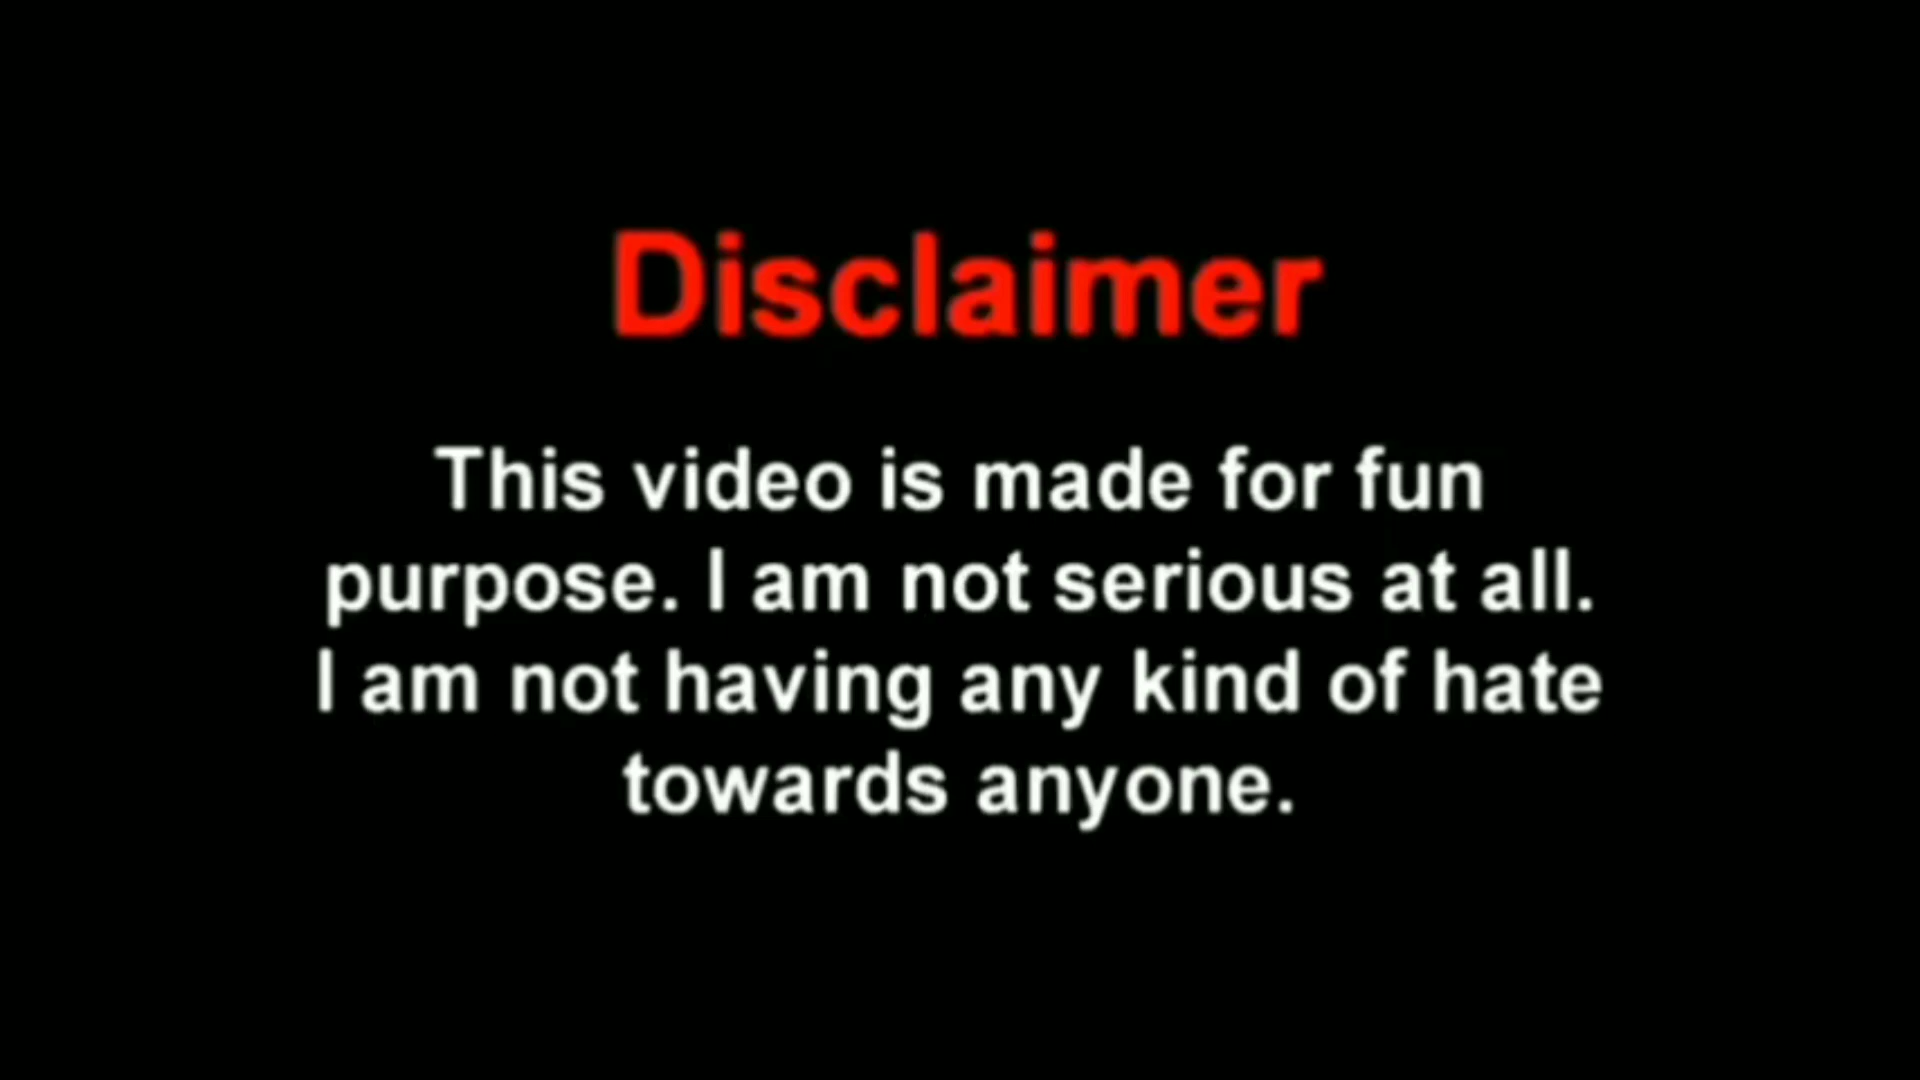 Disclaimer
This video is made for fun
purpose. I am not serious at all.
I am not having any kind of hate
towards anyone.